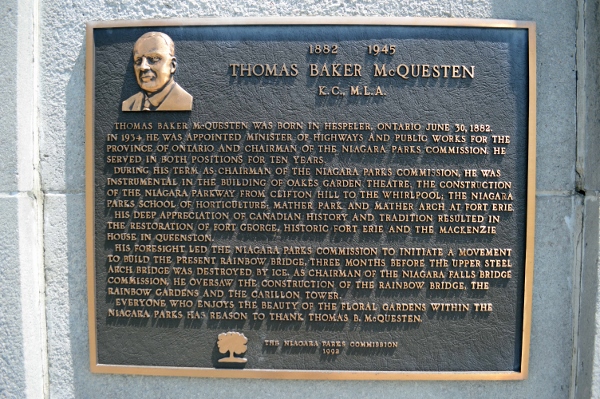 1882 1945
THOMAS BAKER McQUESTEN
K.C., M.L.A.
THOMAS BAKER McQUESTEN WAS BORN IN HESPELER, ONTARIO JUNE 30, 1882.
IN 1934 HE WAS APPOINTED MINISTER OF HIGHWAYS AND PUBLIC WORKS FOR THE
PROVINCE OF ONTARIO AND CHAIRMAN OF THE NIAGARA PARKS COMMISSION. HE
SERVED IN BOTH POSITIONS FOR TEN YEARS.
DURING HIS TERM AS CHAIRMAN OF THE NIAGARA PARKS COMMISSION, HE WAS
INSTRUMENTAL IN THE BUILDING OF OAKES GARDEN THEATRE, THE CONSTRUCTION
OF THE NIAGARA PARKWAY FROM CLIFTON HILL TO THE WHIRLPOOL; THE NIAGARA
PARKS SCHOOL OF HORTICULTURE, MATHER PARK AND MATHER ARCH AT FORT ERIE.
HIS DEEP APPRECIATION OF CANADIAN HISTORY AND TRADITION RESULTED IN
THE RESTORATION OF FORT GEORGE, HISTORIC FORT ERIE AND THE MACKENZIE
HOUSE IN QUEENSTON.
HIS FORESIGHT LED THE NIAGARA PARKS COMMISSION TO INITIATE A MOVEMENT
TO BUILD THE PRESENT RAINBOW BRIDGE, THREE MONTHS BEFORE THE UPPER STEEL
ARCH BRIDGE WAS DESTROYED BY ICE. AS CHAIRMAN OF THE NIAGARA FALLS BRIDGE
COMMISSION, HE OVERSAW THE CONSTRUCTION OF THE RAINBOW BRIDGE, THE
RAINBOW GARDENS AND THE CARILLON TOWER.
EVERYONE WHO ENJOYS THE BEAUTY OF THE FLORAL GARDENS WITHIN THE
NIAGARA PARKS HAS REASON TO THANK THOMAS B. McQUESTEN.
THE NIAGARA PARKS COMMISSION
1992